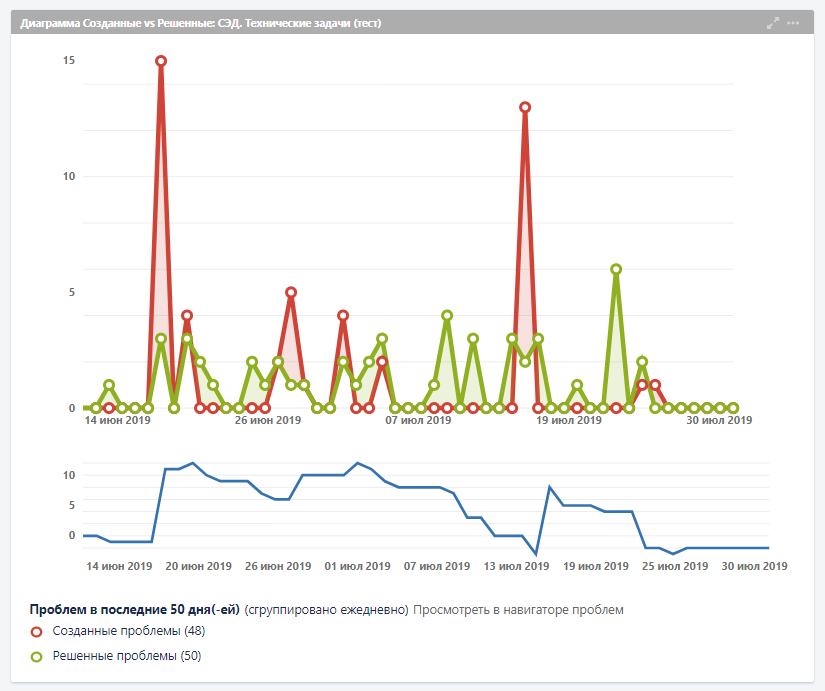 Диаграмма Созданные vs Решенные: СЭД. Технические задачи (тест)
15
10
5
0
14 июн 2019 26 июн 2019 07 июл 2019 19 июл 2019 30 июл 2019
10
5
0
14 июн 2019 20 июн 2019 26 июн 2019 01 июл 2019 07 июл 2019 13 июл 2019 19 июл 2019 25 июл 2019 30 июл 2019
Проблем в последние 50 дня(-ей) (сгруппировано ежедневно) Просмотреть в навигаторе проблем
Созданные проблемы (48)
Решенные проблемы (50)